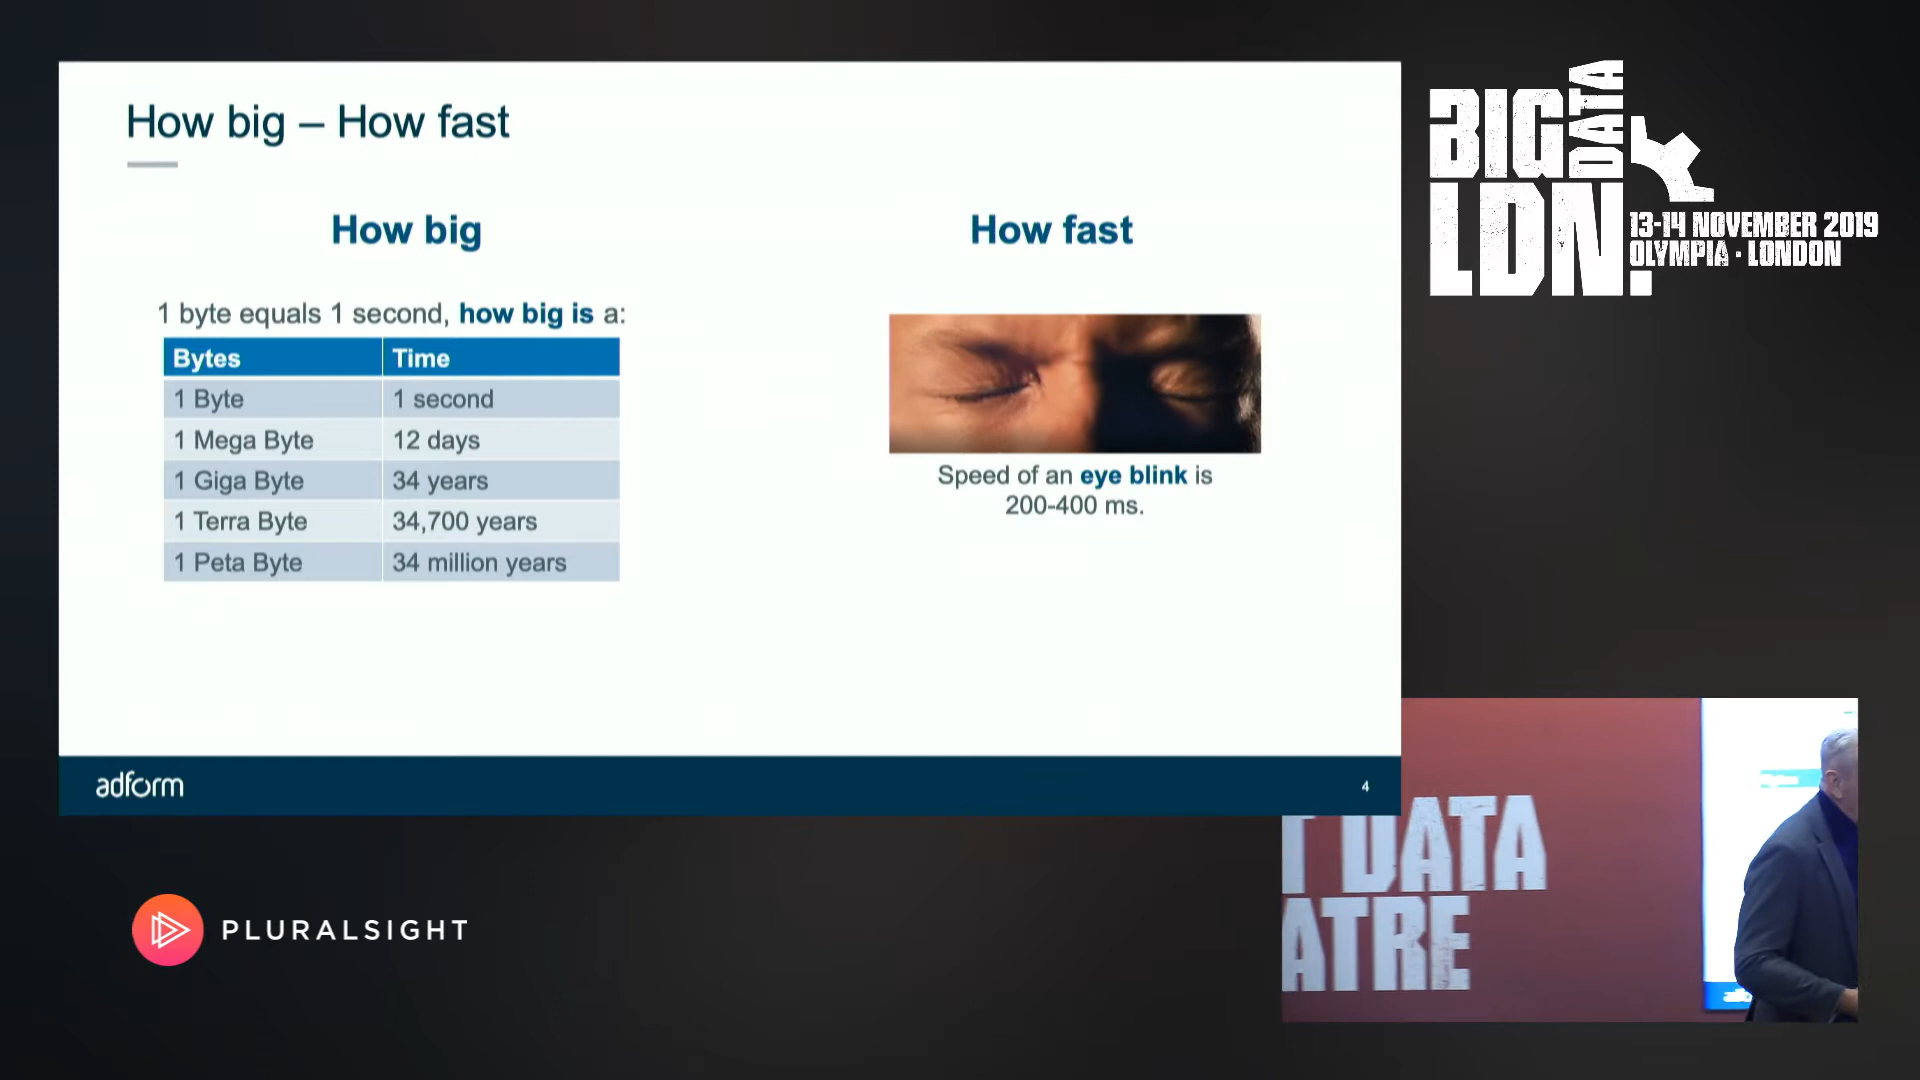 How big – How fast
How big
How fast
1 byte equals 1 second, how big is a:
Bytes Time
1 Byte 1 second
1 Mega Byte 12 days
1 Giga Byte 34 years
1 Terra Byte 34,700 years
1 Peta Byte 34 million years
Speed of an eye blink is
200-400 ms.
adform
4
BIG DATA
LDN.
13-14 NOVEMBER 2019
OLYMPIA · LONDON
DATA
ATRE
PLURALSIGHT